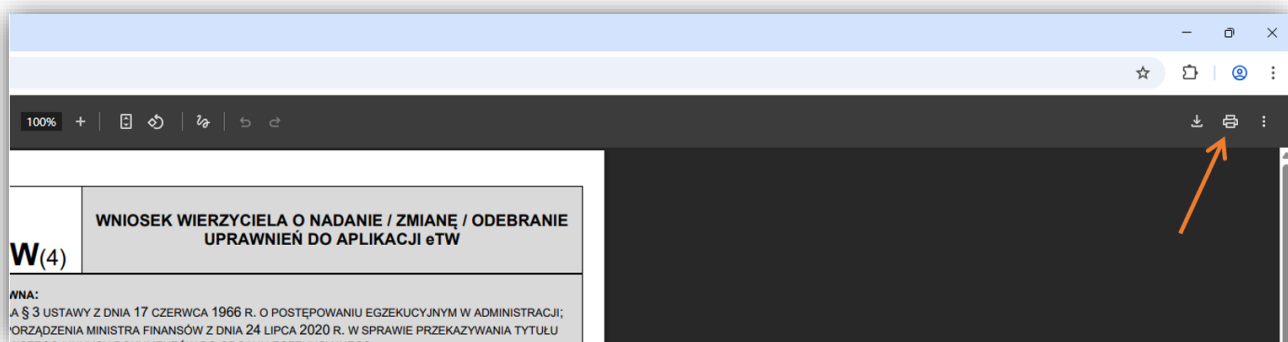 100%
WNIOSEK WIERZYCIELA O NADANIE / ZMIANĘ / ODEBRANIE
UPRAWNIEŃ DO APLIKACJI eTW
W(4)
WNA:
A § 3 USTAWY Z DNIA 17 CZERWCA 1966 R. O POSTĘPOWANIU EGZEKUCYJNYM W ADMINISTRACJI;
ORZĄDZENIA MINISTRA FINANSÓW Z DNIA 24 LIPCA 2020 R. W SPRAWIE PRZEKAZYWANIA TYTUŁU